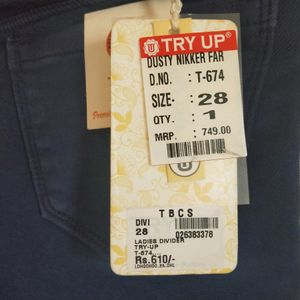 TRY UP
DUSTY NIKKER FAR
D.NO. : T-674
SIZE- : 28
QTY. : 1
MRP. : 749.00
U
T B C S
DIVI
28
026383378
LADIES DIVIDER
TRY-UP
T-674
Rs.610/-